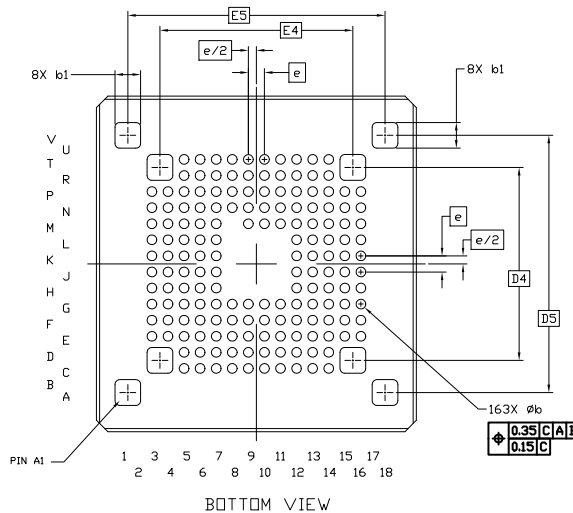 E5
E4
e/2
e
8X b1
8X b1
V
U
T
R
P
N
M
L
K
J
H
G
F
E
D
C
B
A
e
e/2
D4
D5
163X Øb
⌖ 0.35 C A
0.15 C
PIN A1
1 3 5 7 9 11 13 15 17
2 4 6 8 10 12 14 16 18
BOTTOM VIEW